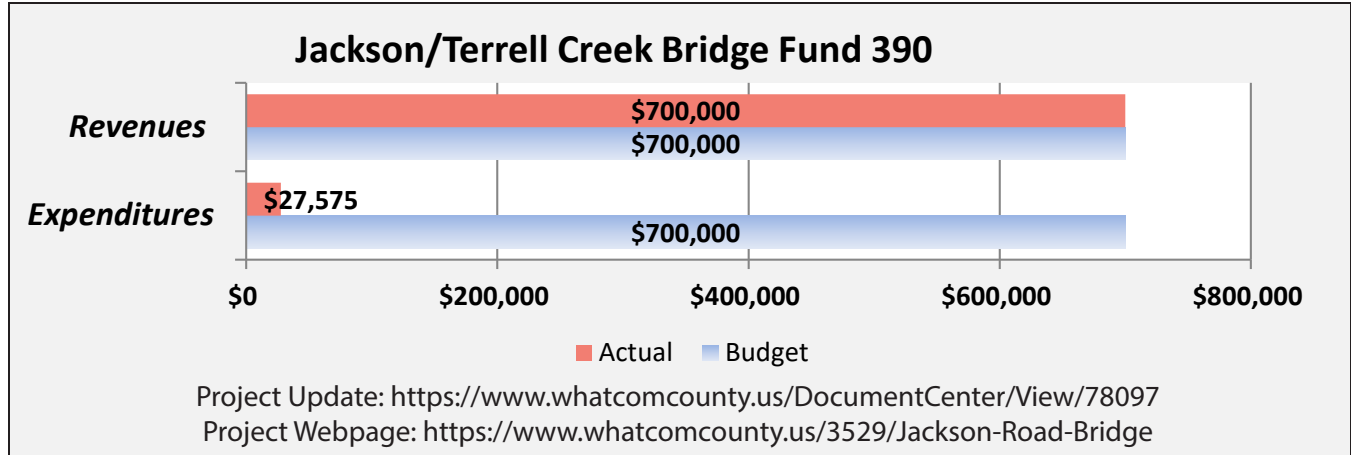 Jackson/Terrell Creek Bridge Fund 390
Revenues
$700,000
$700,000
Expenditures
$27,575
$700,000
$0 $200,000 $400,000 $600,000 $800,000
Actual Budget
Project Update: https://www.whatcomcounty.us/DocumentCenter/View/78097
Project Webpage: https://www.whatcomcounty.us/3529/Jackson-Road-Bridge